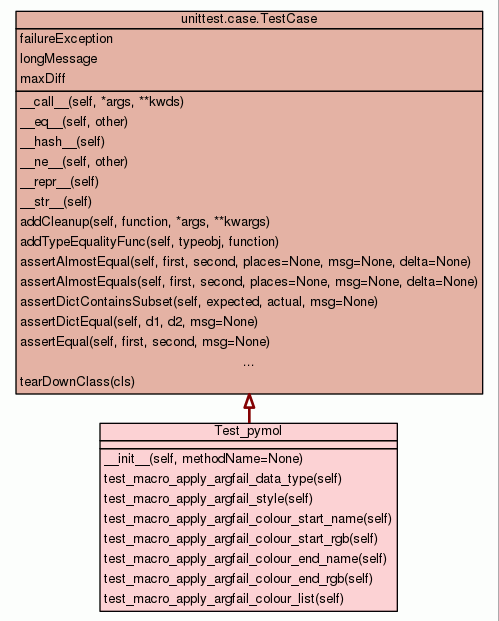 unittest.case.TestCase
failureException
longMessage
maxDiff
__call__(self, *args, **kwds)
__eq__(self, other)
__hash__(self)
__ne__(self, other)
__repr__(self)
__str__(self)
addCleanup(self, function, *args, **kwargs)
addTypeEqualityFunc(self, typeobj, function)
assertAlmostEqual(self, first, second, places=None, msg=None, delta=None)
assertAlmostEquals(self, first, second, places=None, msg=None, delta=None)
assertDictContainsSubset(self, expected, actual, msg=None)
assertDictEqual(self, d1, d2, msg=None)
assertEqual(self, first, second, msg=None)
...
tearDownClass(cls)
Test_pymol
__init__(self, methodName=None)
test_macro_apply_argfail_data_type(self)
test_macro_apply_argfail_style(self)
test_macro_apply_argfail_colour_start_name(self)
test_macro_apply_argfail_colour_start_rgb(self)
test_macro_apply_argfail_colour_end_name(self)
test_macro_apply_argfail_colour_end_rgb(self)
test_macro_apply_argfail_colour_list(self)